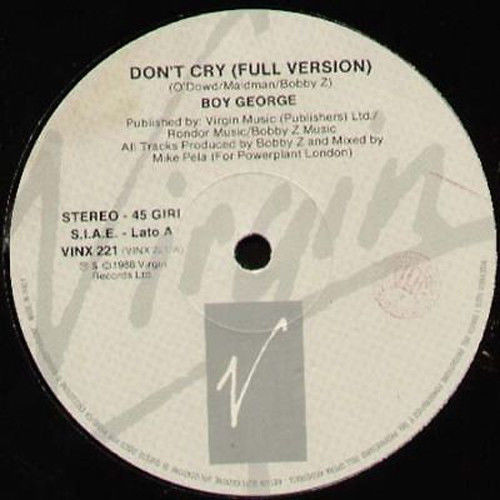 DON'T CRY (FULL VERSION)
(O'Dowd/Maidman/Bobby Z)
BOY GEORGE
Published by: Virgin Music (Publishers) Ltd./
Rondor Music/Bobby Z Music
All Tracks Produced by Bobby Z and Mixed by
Mike Pela (For Powerplant London)
STEREO - 45 GIRI
S.I.A.E. - Lato A
VINX 221
℗ & © 1988 Virgin
Records Ltd.
Virgin
V